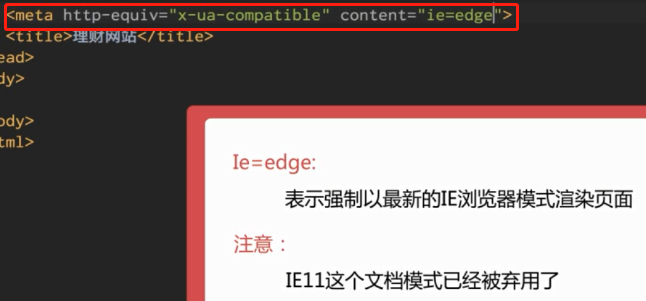 <meta http-equiv="x-ua-compatible" content="ie=edge">
<title>理财网站</title>
ead>
dy>
ody>
tml>
Ie=edge:
表示强制以最新的IE浏览器模式渲染页面
注意：
IE11这个文档模式已经被弃用了